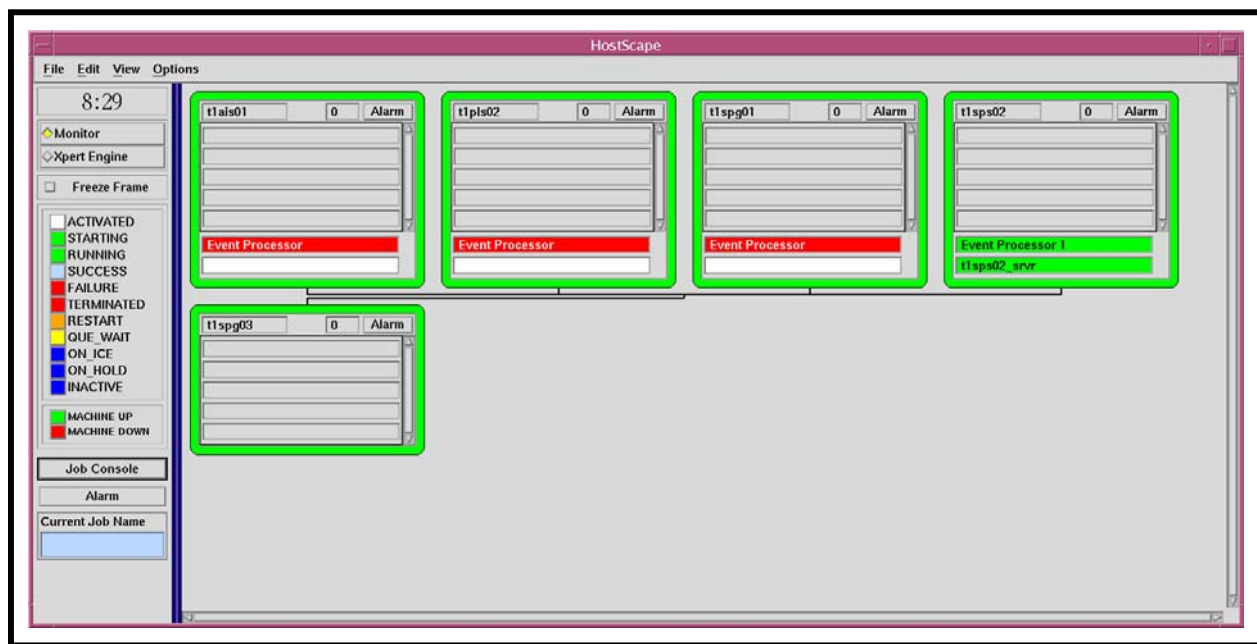 HostScape
File Edit View Options
8:29
Monitor
Xpert Engine
Freeze Frame
ACTIVATED
STARTING
RUNNING
SUCCESS
FAILURE
TERMINATED
RESTART
QUE_WAIT
ON_ICE
ON_HOLD
INACTIVE
MACHINE UP
MACHINE DOWN
Job Console
Alarm
Current Job Name
t1ais01 0 Alarm
Event Processor
t1pls02 0 Alarm
Event Processor
t1spg01 0 Alarm
Event Processor
t1sps02 0 Alarm
Event Processor 1
t1sps02_srvr
t1spg03 0 Alarm